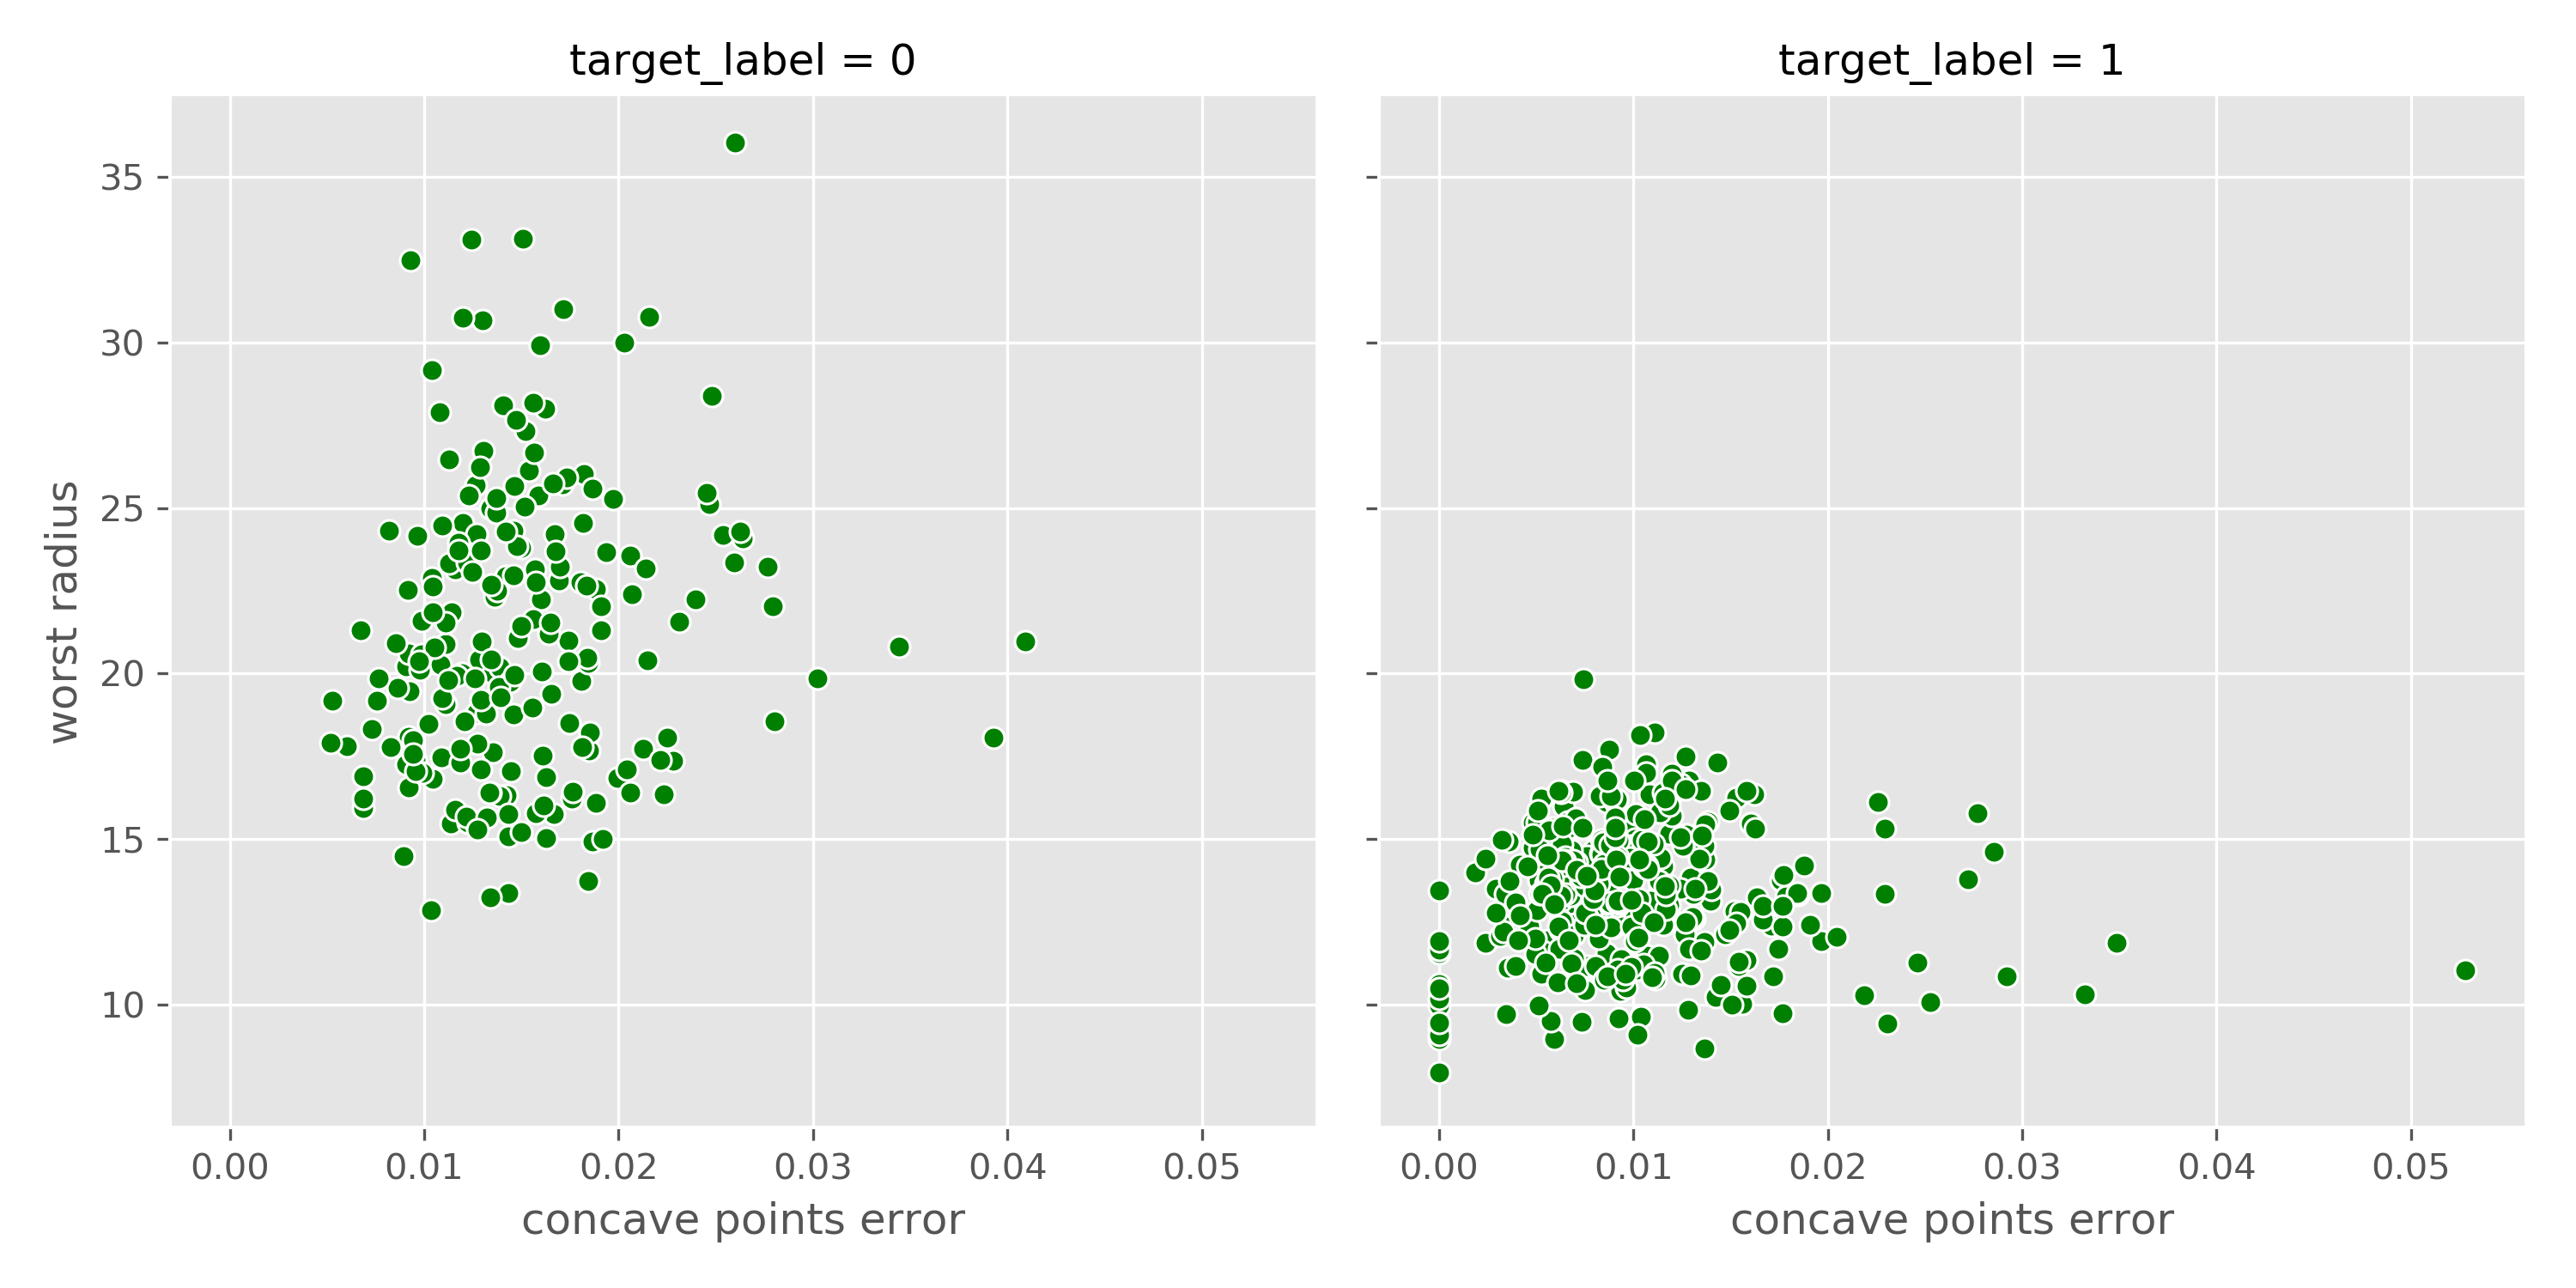 target_label = 0
target_label = 1
worst radius
35
30
25
20
15
10
0.00 0.01 0.02 0.03 0.04 0.05
0.00 0.01 0.02 0.03 0.04 0.05
concave points error
concave points error